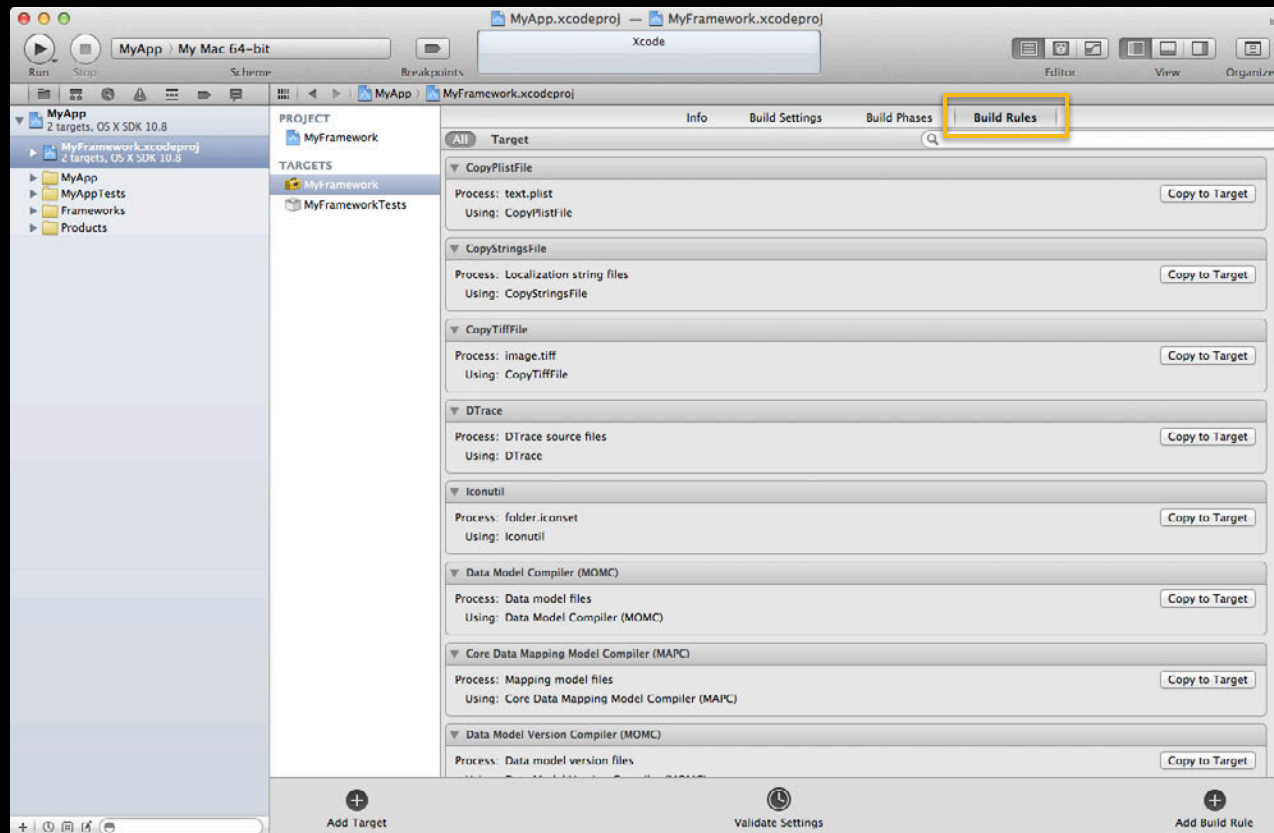 MyApp.xcodeproj — MyFramework.xcodeproj
MyApp › My Mac 64-bit
Xcode
Run Stop Scheme Breakpoints Editor View Organize
MyApp › MyFramework.xcodeproj
MyApp
2 targets, OS X SDK 10.8
MyFramework.xcodeproj
2 targets, OS X SDK 10.8
MyApp
MyAppTests
Frameworks
Products
PROJECT
MyFramework
TARGETS
MyFramework
MyFrameworkTests
Info Build Settings Build Phases Build Rules
All Target
CopyPlistFile
Process: text.plist Copy to Target
Using: CopyPlistFile
CopyStringsFile
Process: Localization string files Copy to Target
Using: CopyStringsFile
CopyTiffFile
Process: image.tiff Copy to Target
Using: CopyTiffFile
DTrace
Process: DTrace source files Copy to Target
Using: DTrace
Iconutil
Process: folder.iconset Copy to Target
Using: Iconutil
Data Model Compiler (MOMC)
Process: Data model files Copy to Target
Using: Data Model Compiler (MOMC)
Core Data Mapping Model Compiler (MAPC)
Process: Mapping model files Copy to Target
Using: Core Data Mapping Model Compiler (MAPC)
Data Model Version Compiler (MOMC)
Process: Data model version files Copy to Target
Add Target Validate Settings Add Build Rule